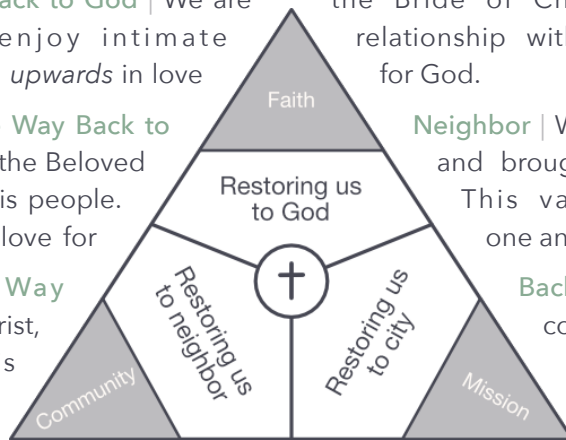 Back to God | We are the Bride of Ch
enjoy intimate relationship with
upwards in love for God.
Faith
Way Back to Neighbor | W
the Beloved and broug
is people. This va
Restoring us
to God
love for one an
Way Back
rist, co
s
Restoring us
to neighbor
Restoring us
to city
Community
Mission